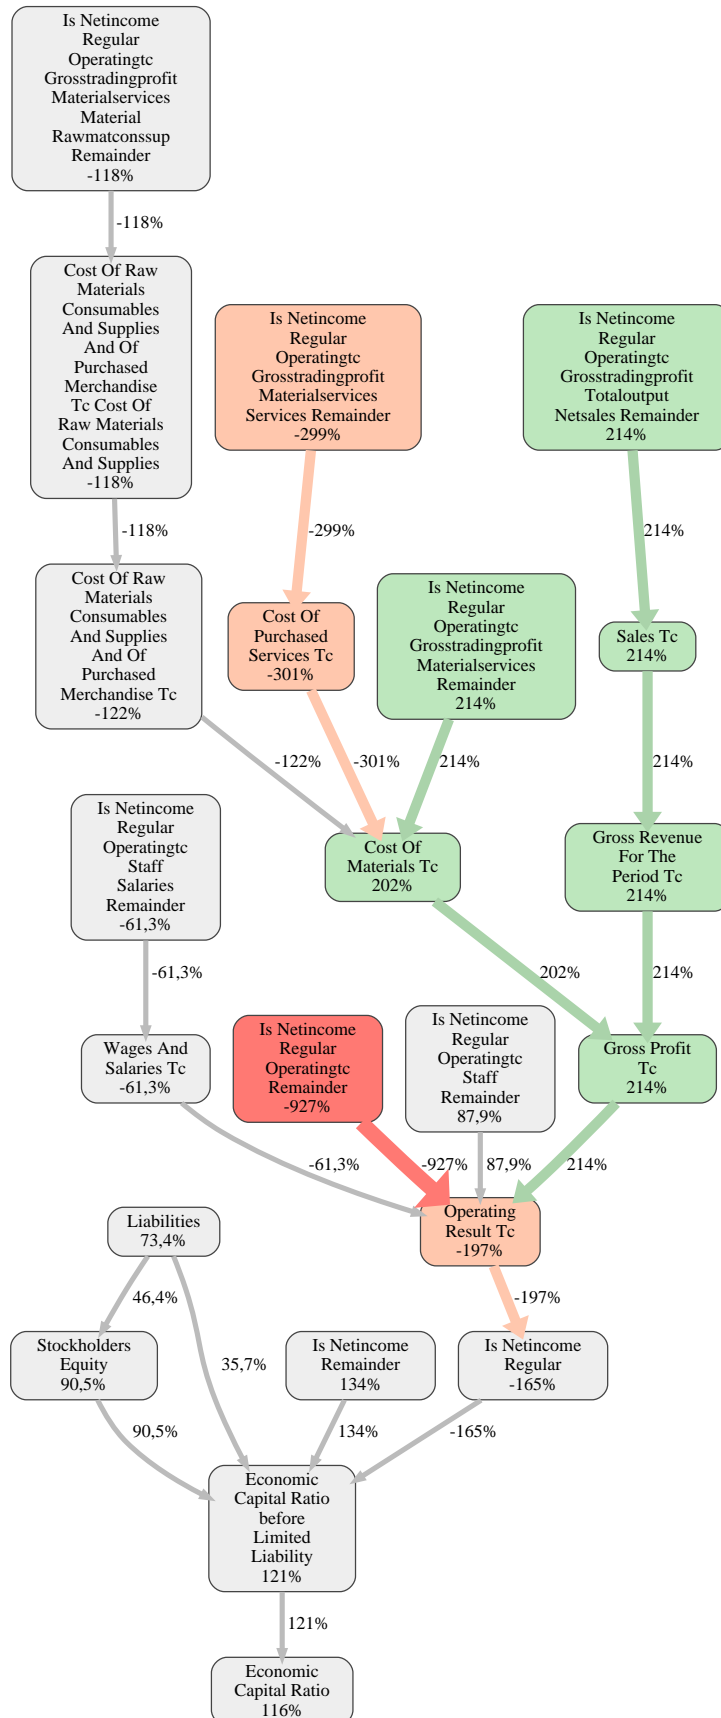 Is Netincome
Regular
Operatingtc
Grosstradingprofit
Materialservices
Material
Rawmatconssup
Remainder
-118%
-118%
Cost Of Raw
Materials
Consumables
And Supplies
And Of
Purchased
Merchandise
Tc Cost Of
Raw Materials
Consumables
And Supplies
-118%
Is Netincome
Regular
Operatingtc
Grosstradingprofit
Materialservices
Services Remainder
-299%
Is Netincome
Regular
Operatingtc
Grosstradingprofit
Totaloutput
Netsales Remainder
214%
-118%
-299%
214%
Cost Of Raw
Materials
Consumables
And Supplies
And Of
Purchased
Merchandise Tc
-122%
Cost Of
Purchased
Services Tc
-301%
Is Netincome
Regular
Operatingtc
Grosstradingprofit
Materialservices
Remainder
214%
Sales Tc
214%
-122%
-301%
214%
214%
Is Netincome
Regular
Operatingtc
Staff
Salaries
Remainder
-61,3%
Cost Of
Materials Tc
202%
Gross Revenue
For The
Period Tc
214%
-61,3%
202%
214%
Wages And
Salaries Tc
-61,3%
Is Netincome
Regular
Operatingtc
Remainder
-927%
Is Netincome
Regular
Operatingtc
Staff
Remainder
87,9%
Gross Profit
Tc
214%
-61,3%
-927%
87,9%
214%
Liabilities
73,4%
Operating
Result Tc
-197%
46,4%
35,7%
-197%
Stockholders
Equity
90,5%
Is Netincome
Remainder
134%
Is Netincome
Regular
-165%
90,5%
134%
-165%
Economic
Capital Ratio
before
Limited
Liability
121%
121%
Economic
Capital Ratio
116%